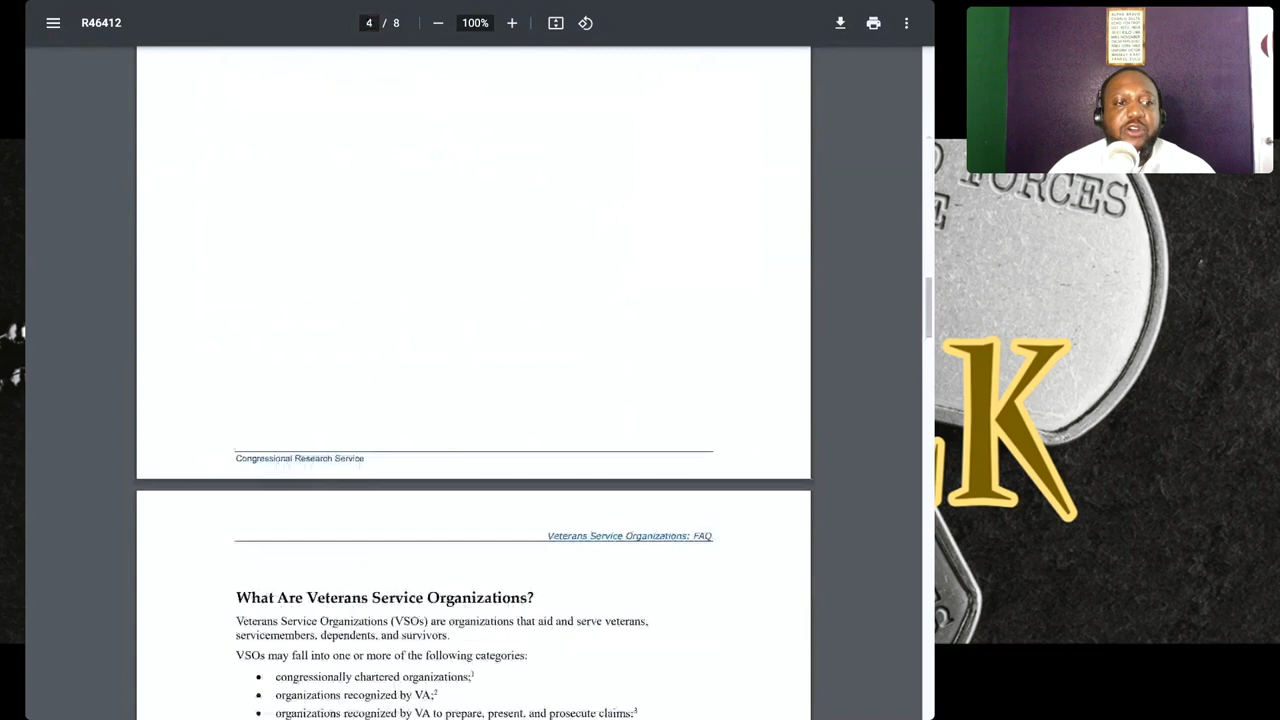 R46412
4 / 8
100%
FORCES
E
K
Congressional Research Service
Veterans Service Organizations: FAQ
What Are Veterans Service Organizations?
Veterans Service Organizations (VSOs) are organizations that aid and serve veterans,
servicemembers, dependents, and survivors.
VSOs may fall into one or more of the following categories:
• congressionally chartered organizations;1
• organizations recognized by VA;2
• organizations recognized by VA to prepare, present, and prosecute claims;3